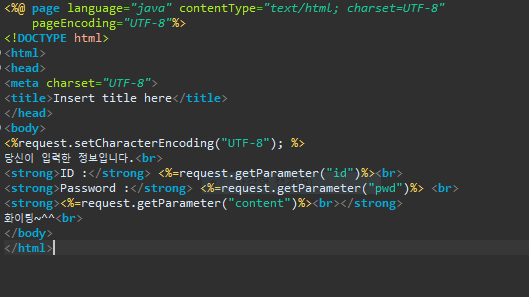 <%@ page language="java" contentType="text/html; charset=UTF-8"
    pageEncoding="UTF-8"%>
<!DOCTYPE html>
<html>
<head>
<meta charset="UTF-8">
<title>Insert title here</title>
</head>
<body>
<%request.setCharacterEncoding("UTF-8"); %>
당신이 입력한 정보입니다.<br>
<strong>ID :</strong> <%=request.getParameter("id")%><br>
<strong>Password :</strong> <%=request.getParameter("pwd")%> <br>
<strong><%=request.getParameter("content")%><br></strong>
화이팅~^^<br>
</body>
</html>